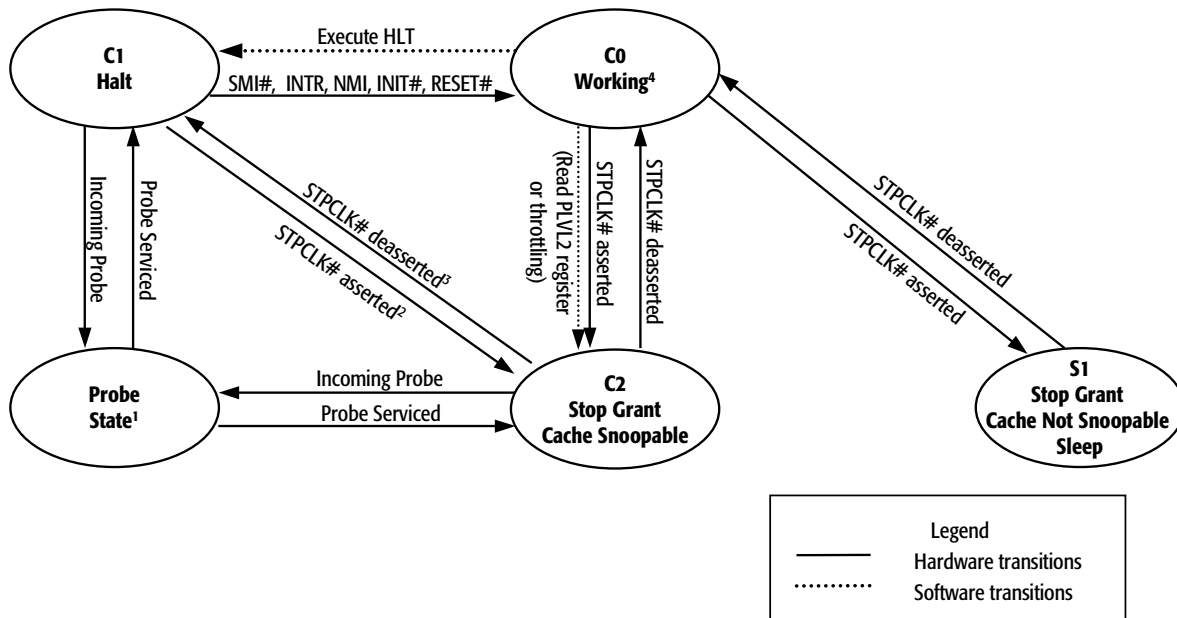 Execute HLT
C1
Halt
C0
Working⁴
SMI#, INTR, NMI, INIT#, RESET#
Incoming Probe
Probe Serviced
STPCLK# deasserted³
STPCLK# asserted²
(Read PLVL2 register
or throttling)
STPCLK# asserted
STPCLK# deasserted
STPCLK# deasserted
STPCLK# asserted
Probe
State¹
Incoming Probe
Probe Serviced
C2
Stop Grant
Cache Snoopable
S1
Stop Grant
Cache Not Snoopable
Sleep
Legend
Hardware transitions
Software transitions